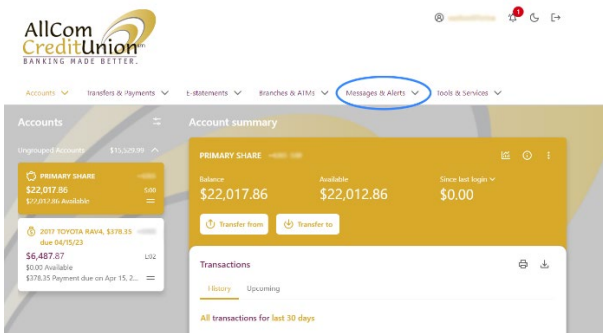 AllCom
CreditUnion
BANKING MADE BETTER.
1
Accounts
Transfers & Payments
E-statements
Branches & ATMs
Messages & Alerts
Tools & Services
Accounts
Account summary
Ungrouped Accounts $15,529.99
PRIMARY SHARE
$22,017.86 S:00
$22,012.86 Available
2017 TOYOTA RAV4, $378.35
due 04/15/23
$6,487.87 L:02
$0.00 Available
$378.35 Payment due on Apr 15, 2...
PRIMARY SHARE
Balance
Available
Since last login
$22,017.86
$22,012.86
$0.00
Transfer from
Transfer to
Transactions
History
Upcoming
All transactions for last 30 days